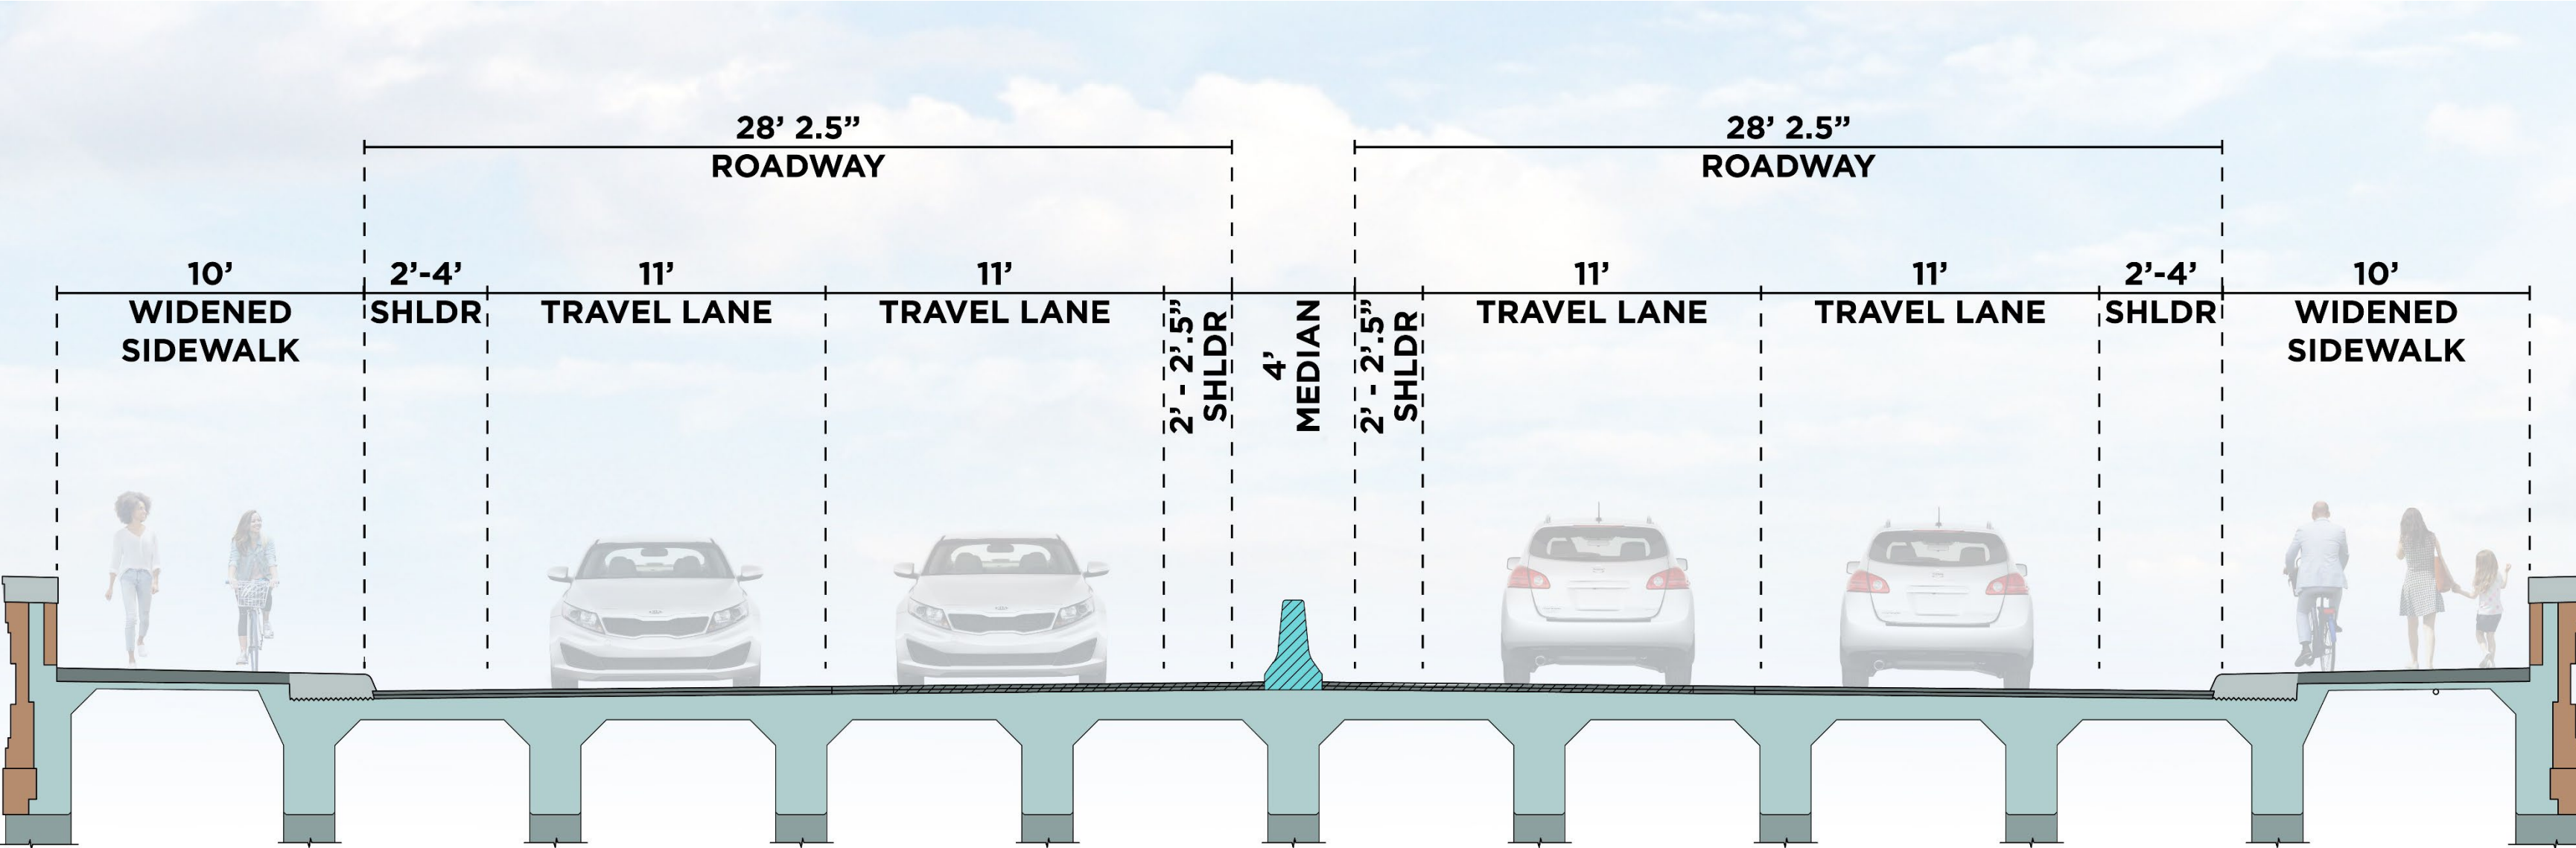 28’ 2.5”
ROADWAY
28’ 2.5”
ROADWAY
10’
WIDENED
SIDEWALK
2’-4’
SHLDR
11’
TRAVEL LANE
11’
TRAVEL LANE
2’ - 2’.5”
SHLDR
4’
MEDIAN
2’ - 2’.5”
SHLDR
11’
TRAVEL LANE
11’
TRAVEL LANE
2’-4’
SHLDR
10’
WIDENED
SIDEWALK